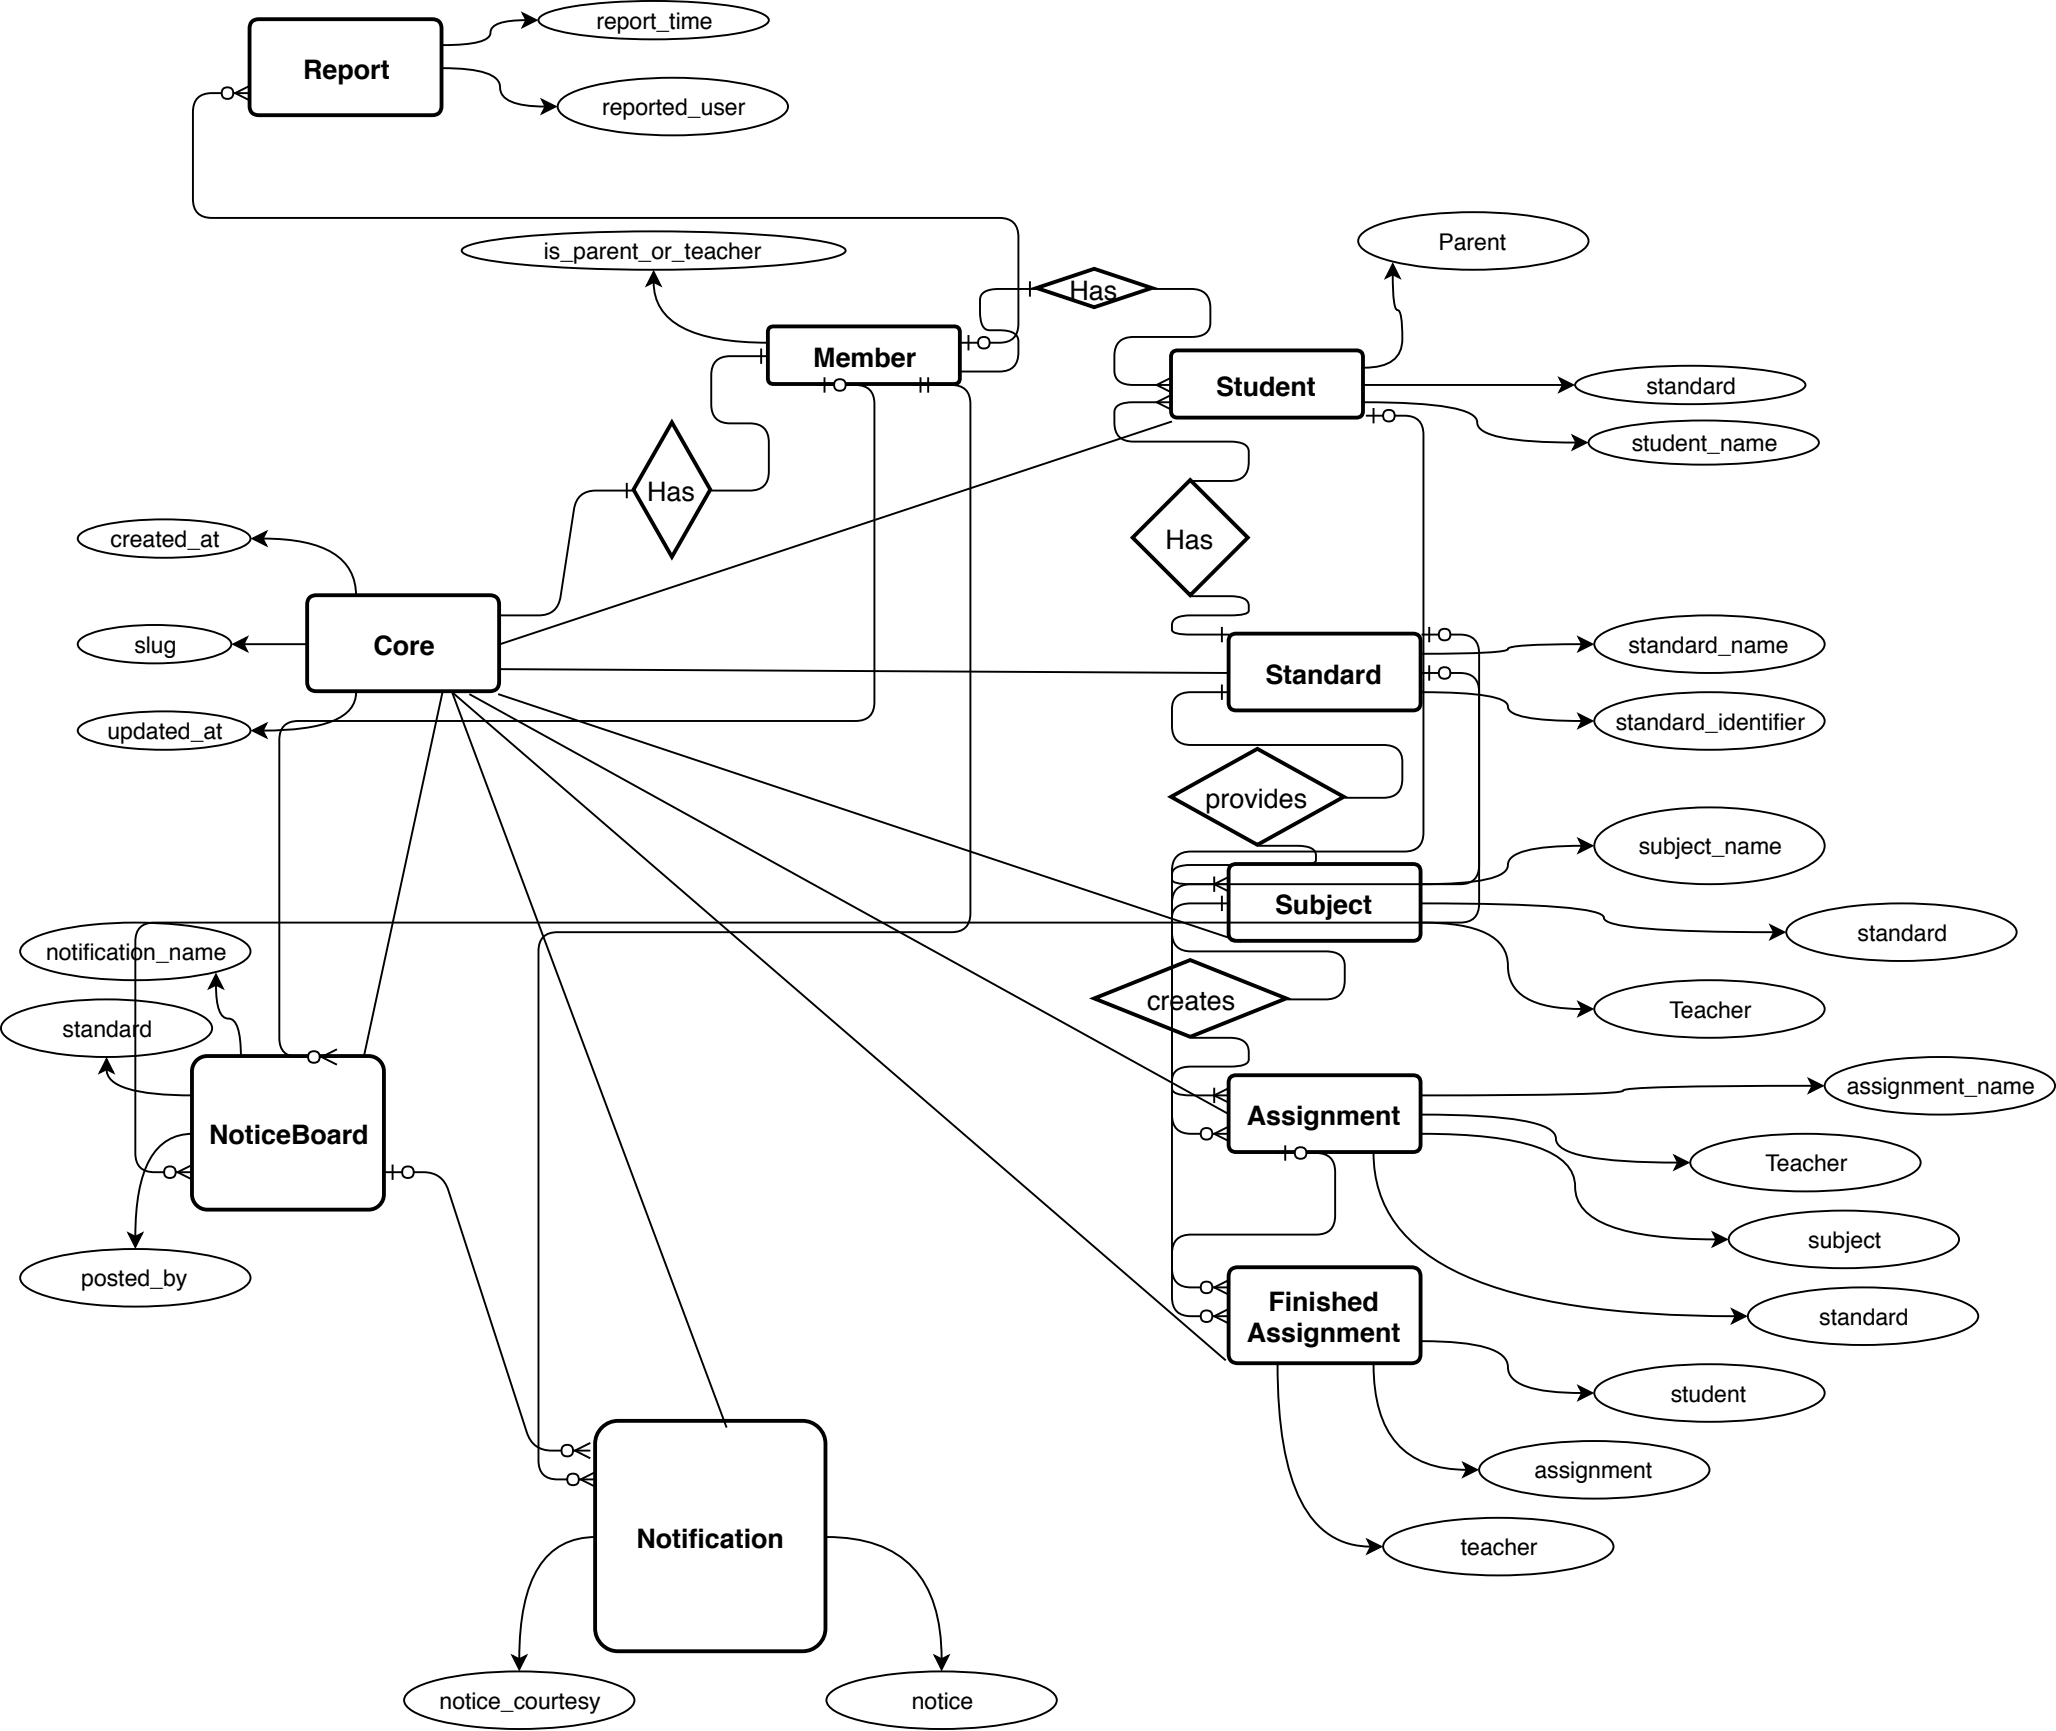 report_time
Report
reported_user
Parent
is_parent_or_teacher
Has
Member
Student
standard
student_name
Has
Has
created_at
Core
slug
Standard
standard_name
standard_identifier
updated_at
provides
subject_name
Subject
standard
notification_name
creates
Teacher
standard
assignment_name
Assignment
NoticeBoard
Teacher
subject
posted_by
Finished
Assignment
standard
student
assignment
Notification
teacher
notice_courtesy
notice